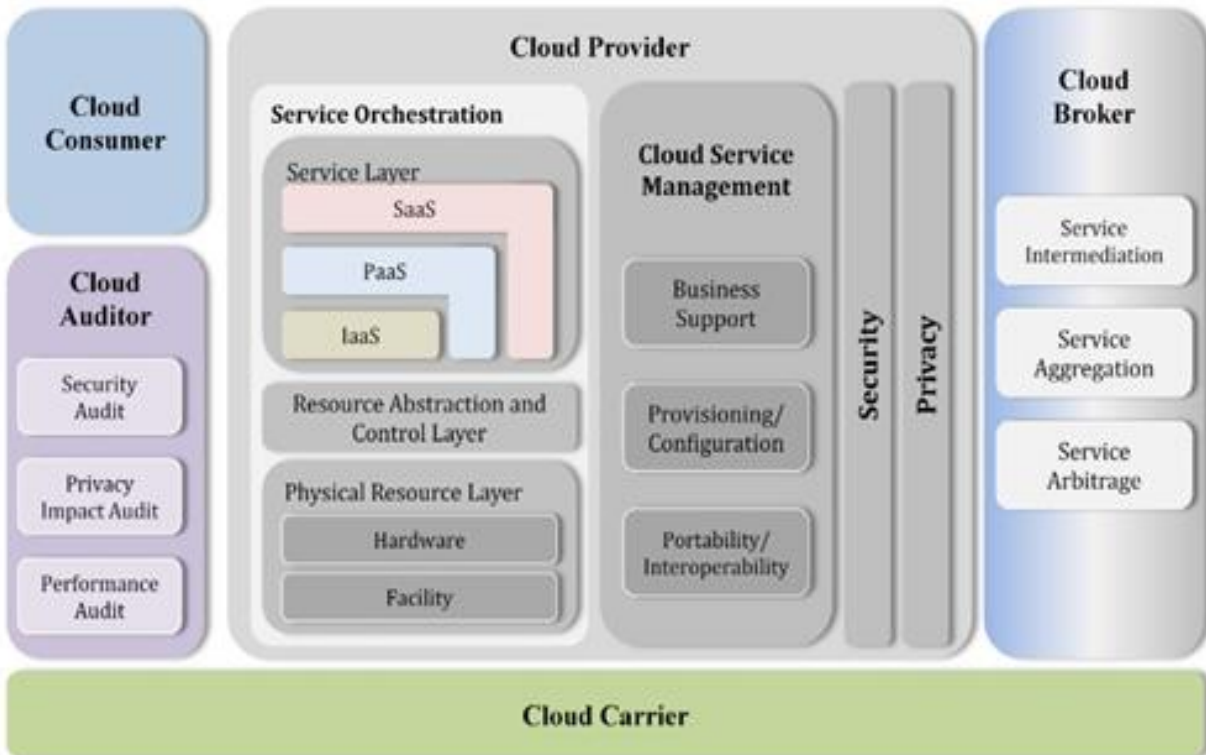 Cloud
Consumer
Cloud
Auditor
Security
Audit
Privacy
Impact Audit
Performance
Audit
Cloud Provider
Service Orchestration
Service Layer
SaaS
PaaS
IaaS
Resource Abstraction and
Control Layer
Physical Resource Layer
Hardware
Facility
Cloud Service
Management
Business
Support
Provisioning/
Configuration
Portability/
Interoperability
Security
Privacy
Cloud
Broker
Service
Intermediation
Service
Aggregation
Service
Arbitrage
Cloud Carrier